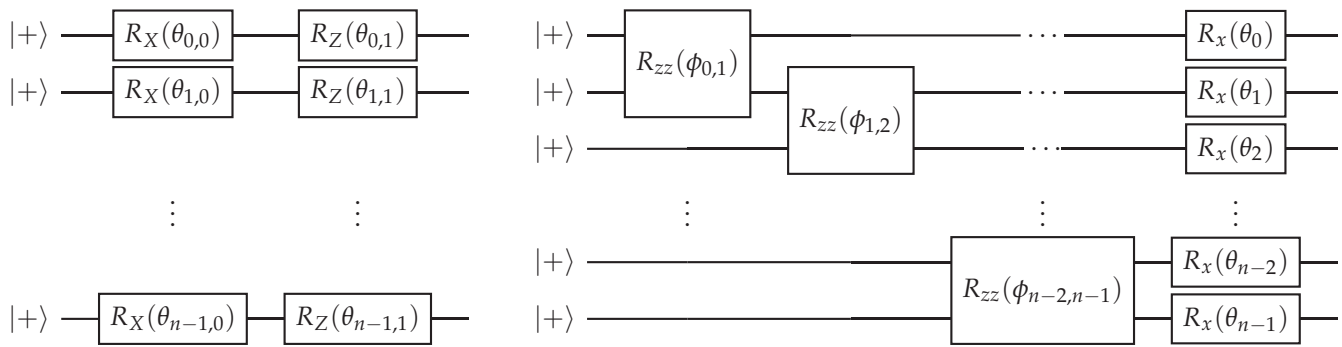 |+⟩ R_X(θ_{0,0}) R_Z(θ_{0,1})
|+⟩ R_X(θ_{1,0}) R_Z(θ_{1,1})
⋮ ⋮
|+⟩ R_X(θ_{n−1,0}) R_Z(θ_{n−1,1})
|+⟩ R_{zz}(ϕ_{0,1}) ⋯ R_x(θ_0)
|+⟩ R_{zz}(ϕ_{1,2}) ⋯ R_x(θ_1)
|+⟩ ⋯ R_x(θ_2)
⋮ ⋮ ⋮
|+⟩ R_{zz}(ϕ_{n−2,n−1}) R_x(θ_{n−2})
|+⟩ R_x(θ_{n−1})